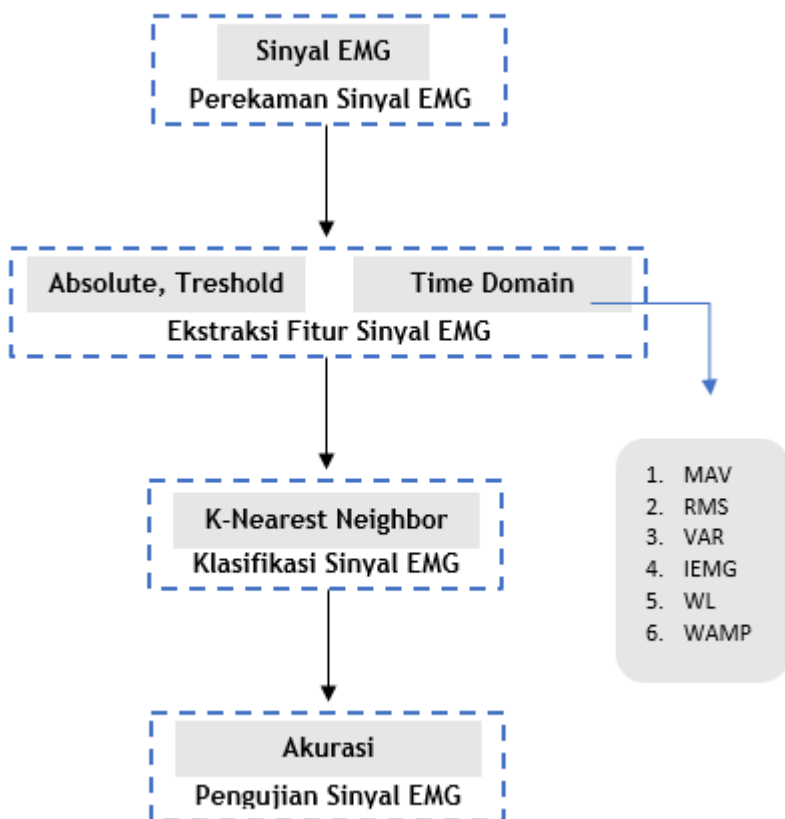 Sinyal EMG
Perekaman Sinyal EMG
Absolute, Treshold
Time Domain
Ekstraksi Fitur Sinyal EMG
1. MAV
2. RMS
3. VAR
4. IEMG
5. WL
6. WAMP
K-Nearest Neighbor
Klasifikasi Sinyal EMG
Akurasi
Pengujian Sinyal EMG